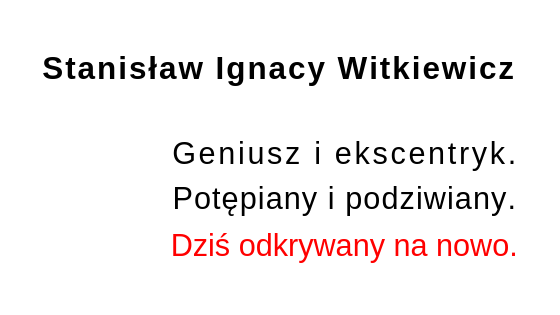 Stanisław Ignacy Witkiewicz
Geniusz i ekscentryk.
Potępiany i podziwiany.
Dziś odkrywany na nowo.